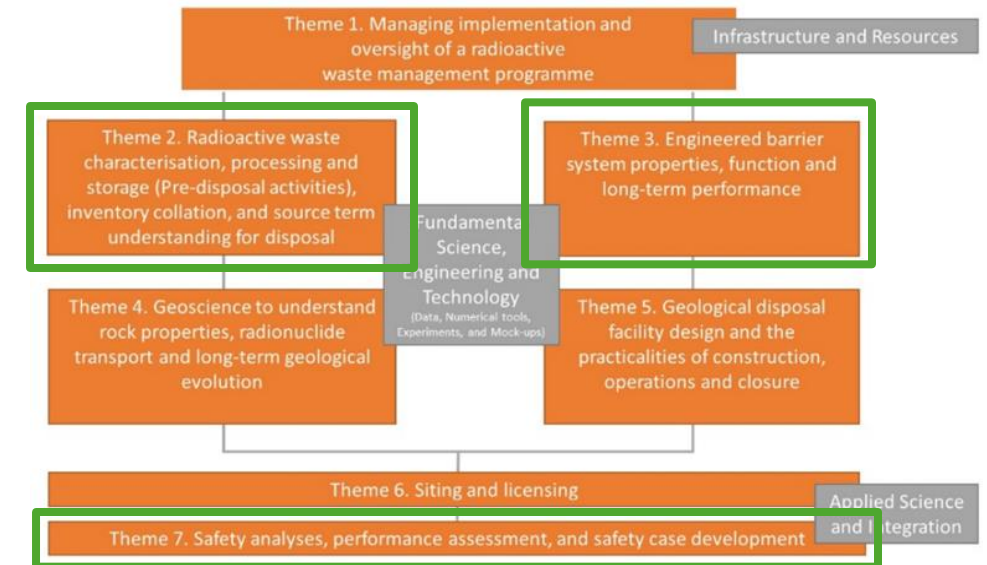 Theme 1. Managing implementation and
oversight of a radioactive
waste management programme
Infrastructure and Resources
Theme 2. Radioactive waste
characterisation, processing and
storage (Pre-disposal activities),
inventory collation, and source term
understanding for disposal
Theme 3. Engineered barrier
system properties, function and
long-term performance
Fundamental
Science,
Engineering and
Technology
(Data, Numerical tools,
Experiments, and Mock-ups)
Theme 4. Geoscience to understand
rock properties, radionuclide
transport and long-term geological
evolution
Theme 5. Geological disposal
facility design and the
practicalities of construction,
operations and closure
Theme 6. Siting and licensing
Applied Science
and Integration
Theme 7. Safety analyses, performance assessment, and safety case development